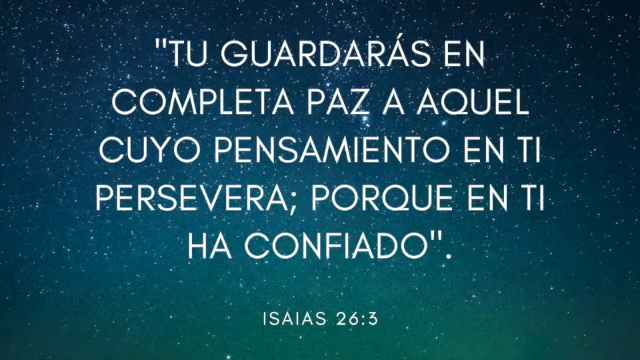 "TU GUARDARÁS EN
COMPLETA PAZ A AQUEL
CUYO PENSAMIENTO EN TI
PERSEVERA; PORQUE EN TI
HA CONFIADO".
ISAIAS 26:3